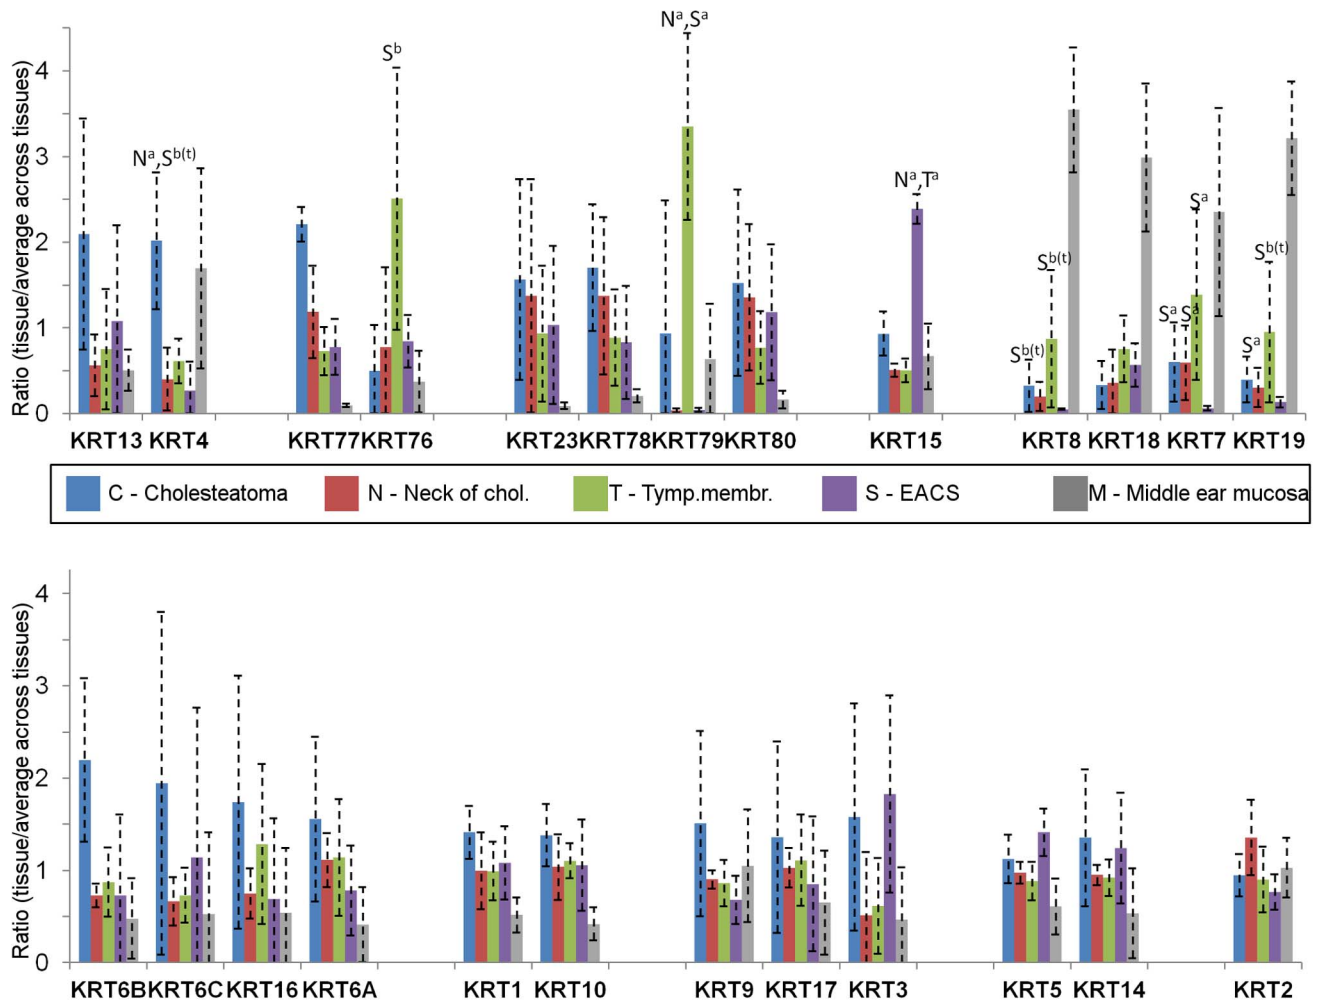 Ratio (tissue/average across tissues)
4
3
2
1
0
Nᵃ,Sᵇ⁽ᵗ⁾
Sᵇ
Nᵃ,Sᵃ
Nᵃ,Tᵃ
Sᵇ⁽ᵗ⁾
Sᵇ⁽ᵗ⁾
Sᵃ
Sᵃ
Sᵃ
Sᵃ
Sᵇ⁽ᵗ⁾
KRT13 KRT4 KRT77 KRT76 KRT23 KRT78 KRT79 KRT80 KRT15 KRT8 KRT18 KRT7 KRT19
C - Cholesteatoma N - Neck of chol. T - Tymp.membr. S - EACS M - Middle ear mucosa
Ratio (tissue/average across tissues)
4
3
2
1
0
KRT6B KRT6C KRT16 KRT6A KRT1 KRT10 KRT9 KRT17 KRT3 KRT5 KRT14 KRT2